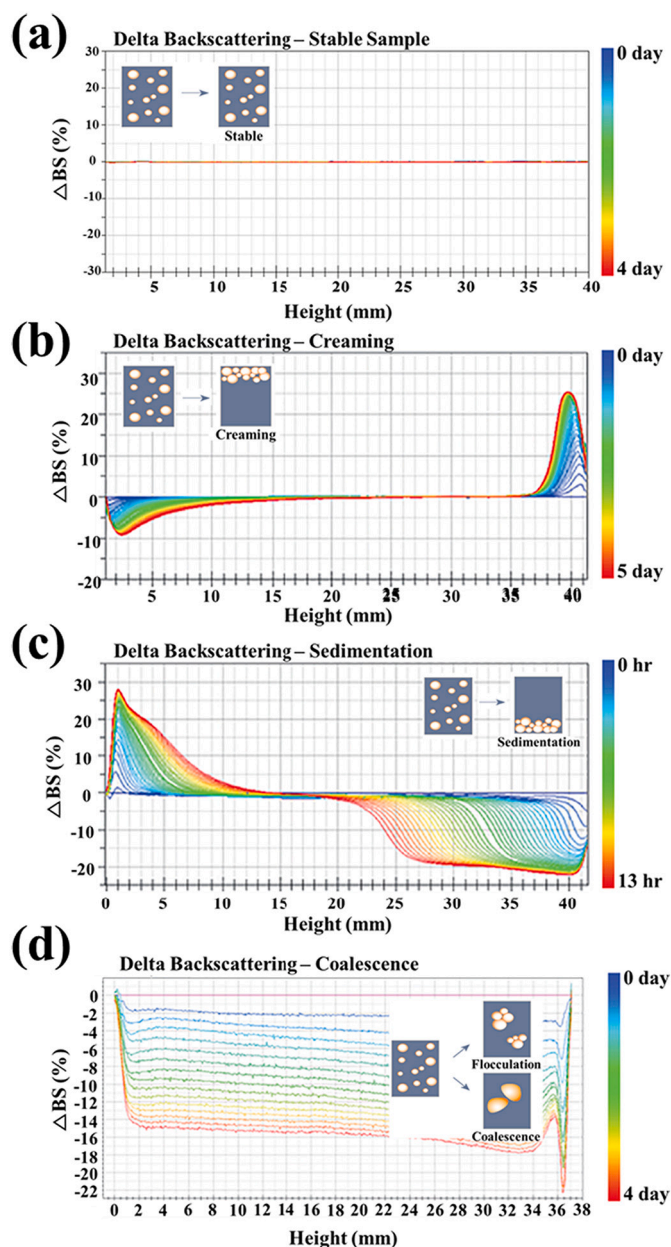 (a)
Delta Backscattering – Stable Sample
30
20
10
0
-10
-20
-30
△BS (%)
Stable
5
10
15
20
25
30
35
40
Height (mm)
0 day
4 day
(b)
Delta Backscattering – Creaming
30
20
10
0
-10
-20
△BS (%)
Creaming
5
10
15
20
25
30
35
40
Height (mm)
0 day
5 day
(c)
Delta Backscattering – Sedimentation
30
20
10
0
-10
-20
△BS (%)
Sedimentation
0
5
10
15
20
25
30
35
40
Height (mm)
0 hr
13 hr
(d)
Delta Backscattering – Coalescence
0
-2
-4
-6
-8
-10
-12
-14
-16
-18
-20
-22
△BS (%)
Flocculation
Coalescence
0 2 4 6 8 10 12 14 16 18 20 22 24 26 28 30 32 34 36 38
Height (mm)
0 day
4 day